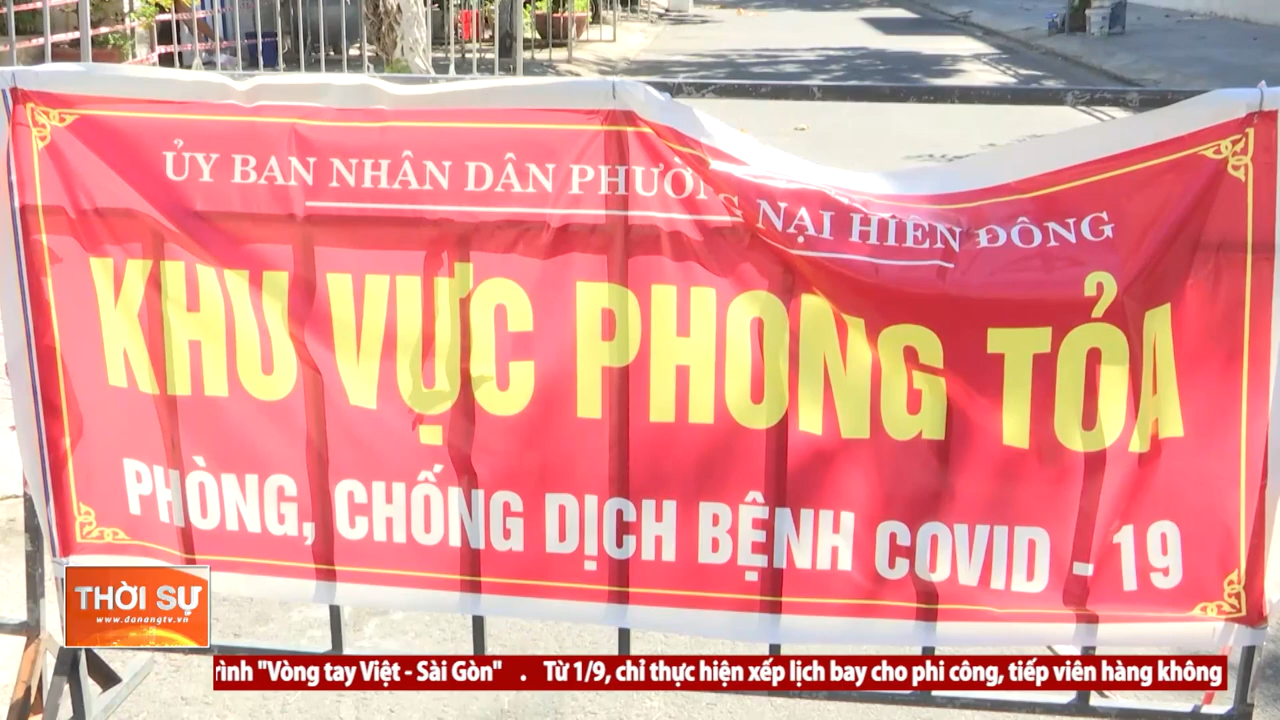 ỦY BAN NHÂN DÂN PHƯỜNG NẠI HIÊN ĐÔNG
KHU VỰC PHONG TỎA
PHÒNG, CHỐNG DỊCH BỆNH COVID - 19
THỜI SỰ
www.danangtv.vn
rình "Vòng tay Việt - Sài Gòn" . Từ 1/9, chỉ thực hiện xếp lịch bay cho phi công, tiếp viên hàng không